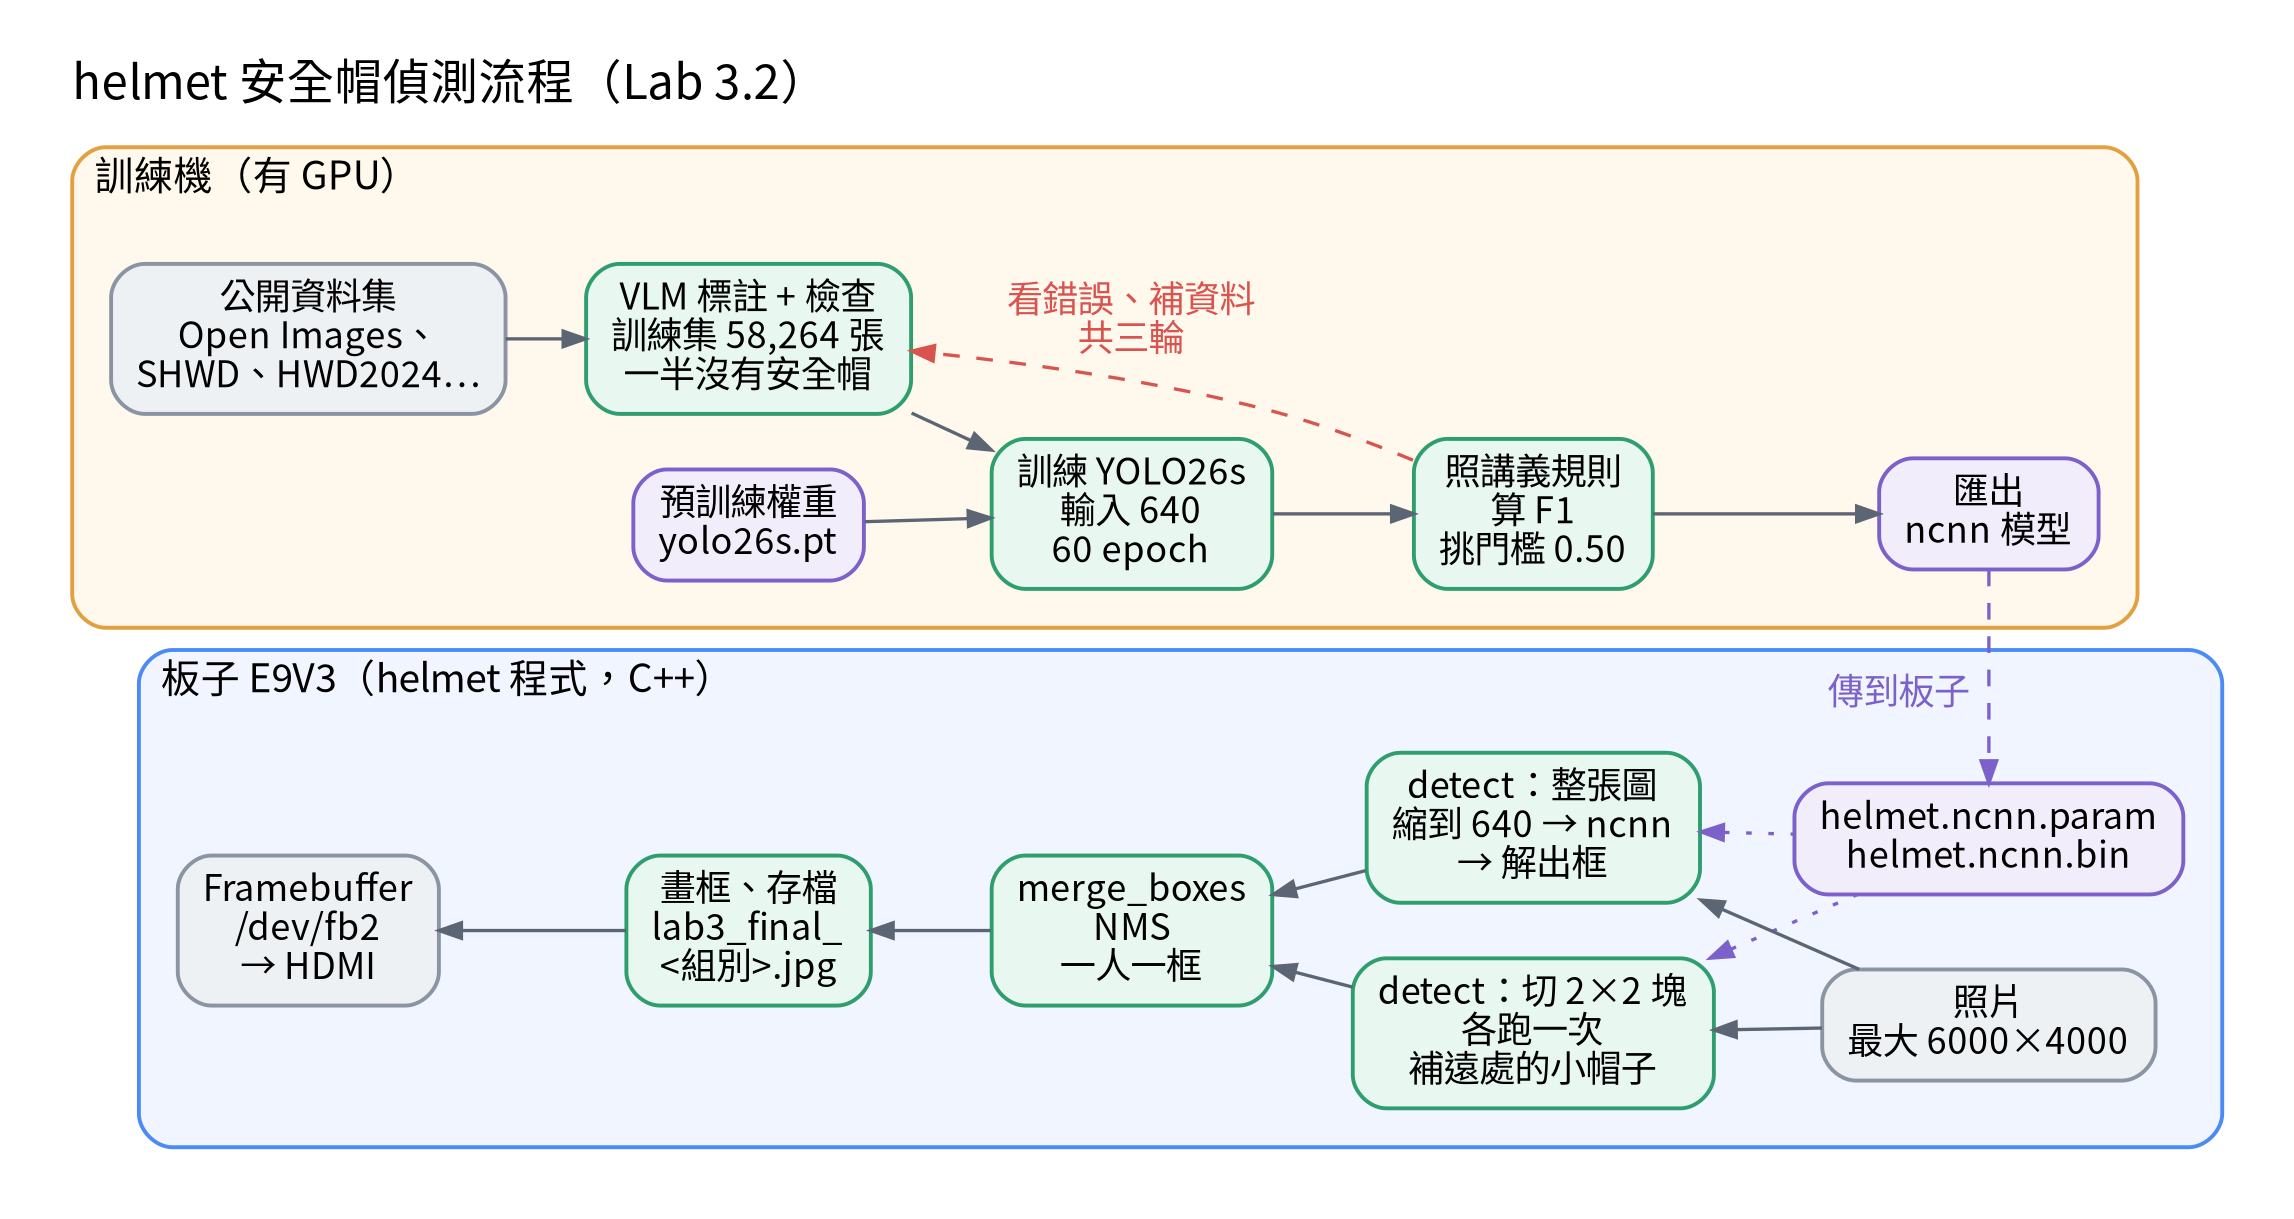 helmet 安全帽偵測流程（Lab 3.2）
訓練機（有 GPU）
公開資料集
Open Images、
SHWD、HWD2024…
VLM 標註 + 檢查
訓練集 58,264 張
一半沒有安全帽
看錯誤、補資料
共三輪
預訓練權重
yolo26s.pt
訓練 YOLO26s
輸入 640
60 epoch
照講義規則
算 F1
挑門檻 0.50
匯出
ncnn 模型
板子 E9V3（helmet 程式，C++）
傳到板子
helmet.ncnn.param
helmet.ncnn.bin
照片
最大 6000×4000
detect：整張圖
縮到 640 → ncnn
→ 解出框
detect：切 2×2 塊
各跑一次
補遠處的小帽子
merge_boxes
NMS
一人一框
畫框、存檔
lab3_final_
<組別>.jpg
Framebuffer
/dev/fb2
→ HDMI